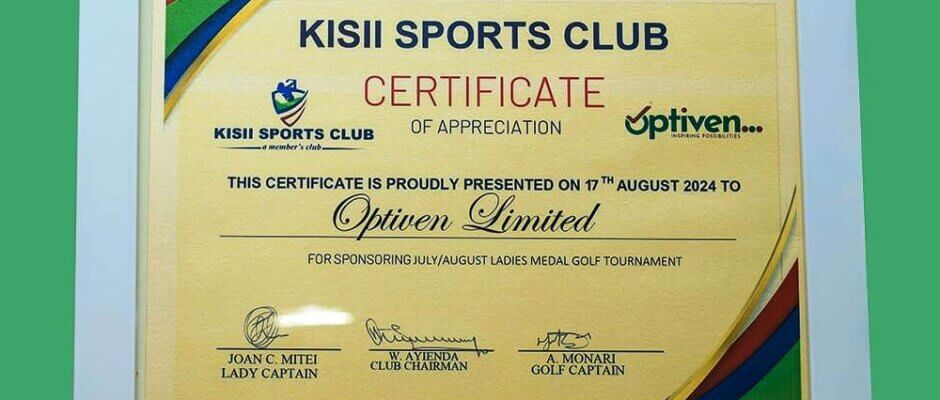 KISII SPORTS CLUB
CERTIFICATE
OF APPRECIATION
KISII SPORTS CLUB
a member's club
Optiven...
INSPIRING POSSIBILITIES
THIS CERTIFICATE IS PROUDLY PRESENTED ON 17TH AUGUST 2024 TO
Optiven Limited
FOR SPONSORING JULY/AUGUST LADIES MEDAL GOLF TOURNAMENT
JOAN C. MITEI
LADY CAPTAIN
W. AYIENDA
CLUB CHAIRMAN
A. MONARI
GOLF CAPTAIN